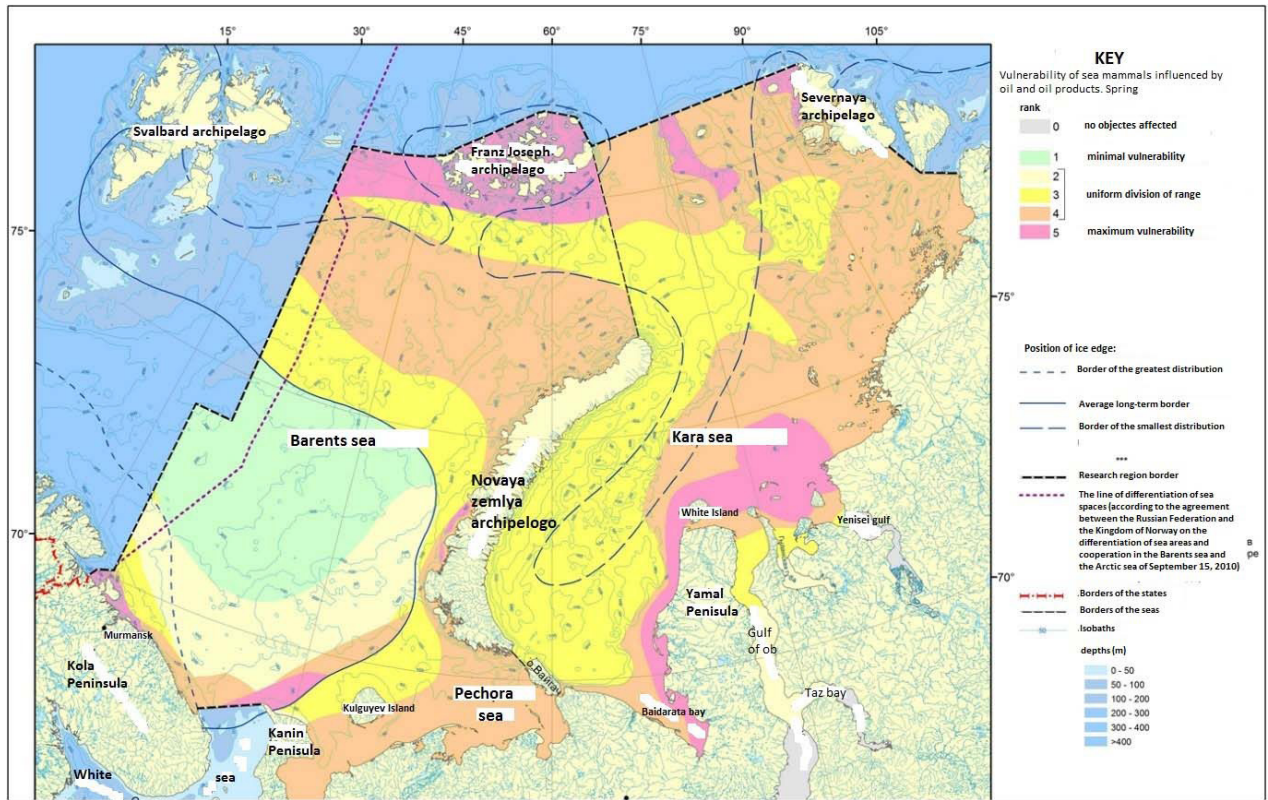 15°
30°
45°
60°
75°
90°
105°
KEY
Vulnerability of sea mammals influenced by
oil and oil products. Spring
rank
0 no objectes affected
1 minimal vulnerability
2
3 uniform division of range
4
5 maximum vulnerability
Position of ice edge:
Border of the greatest distribution
Average long-term border
Border of the smallest distribution
***
Research region border
The line of differentiation of sea
spaces (according to the agreement
between the Russian Federation and
the Kingdom of Norway on the
differentiation of sea areas and
cooperation in the Barents sea and
the Arctic sea of September 15, 2010)
в
ре
.Borders of the states
Borders of the seas
50
.Isobaths
depths (m)
0 - 50
50 - 100
100 - 200
200 - 300
300 - 400
>400
Svalbard archipelago
Franz Joseph
archipelago
Severnaya
archipelago
75°
75°
Barents sea
Kara sea
Novaya
zemlya
archipelogo
White Island
Yenisei gulf
70°
70°
Yamal
Penisula
Murmansk
Kola
Peninsula
Gulf
of ob
о.Вайгач
Pechora
sea
Kulguyev Island
Baidarata bay
Taz bay
Kanin
Penisula
White
sea